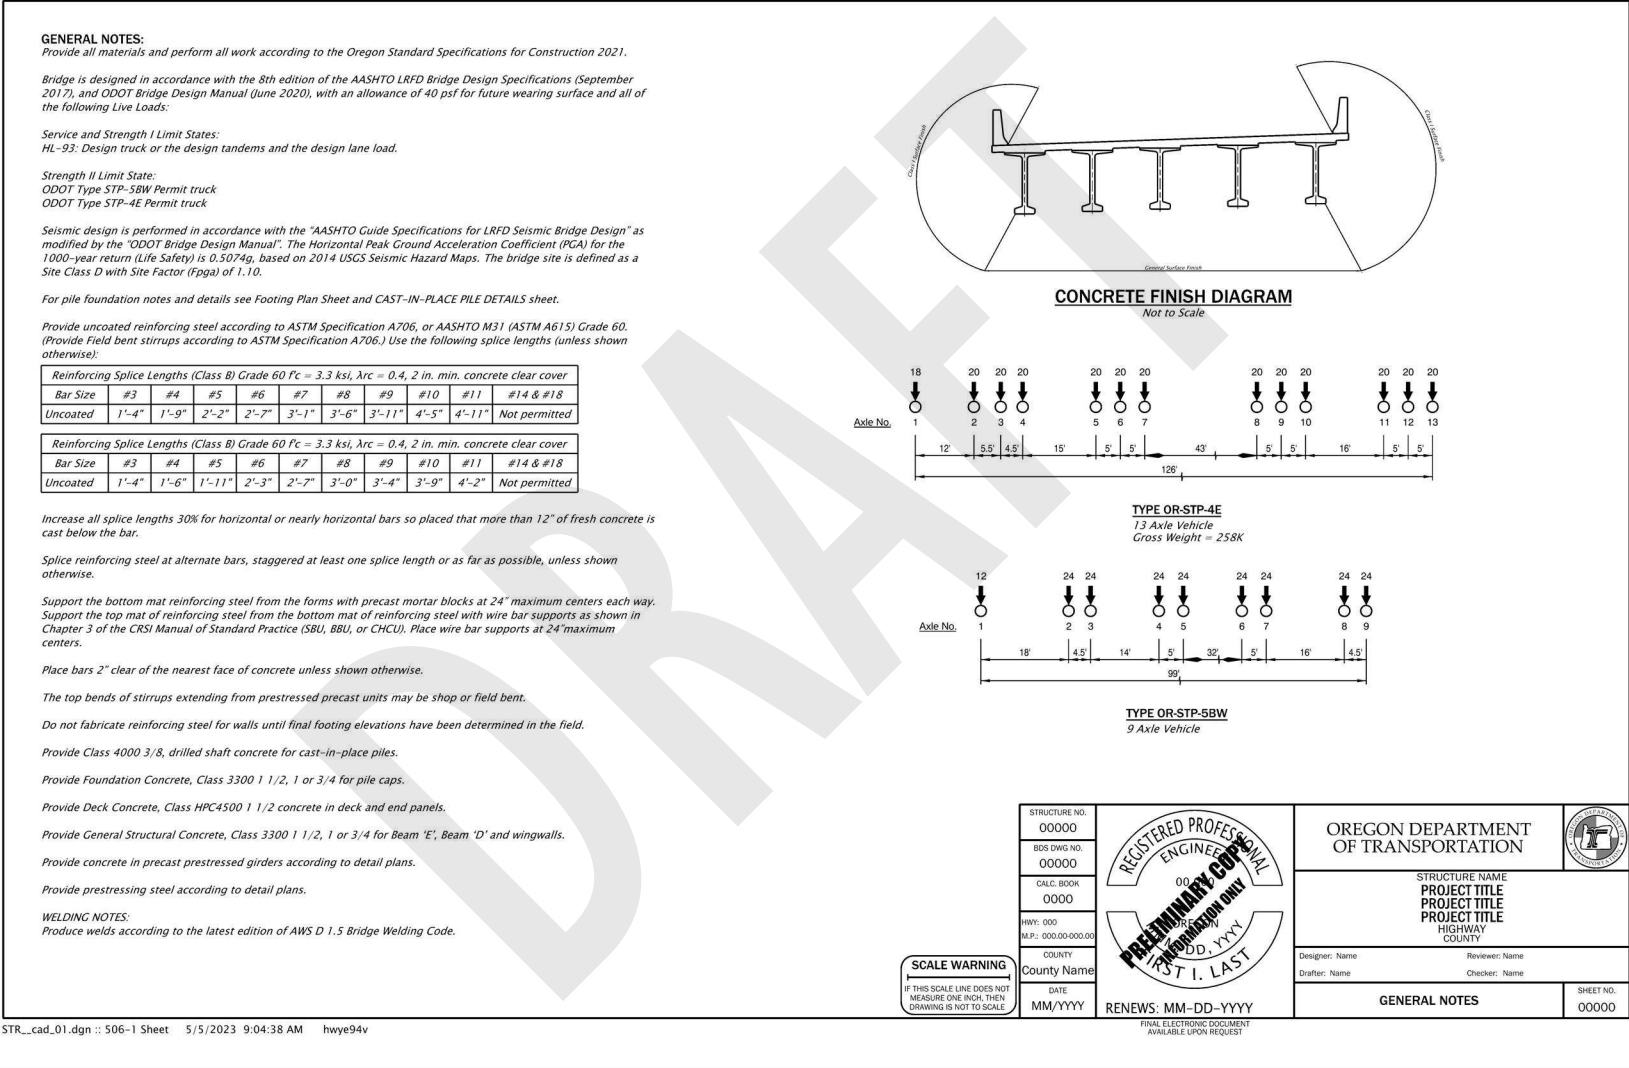 GENERAL NOTES:
Provide all materials and perform all work according to the Oregon Standard Specifications for Construction 2021.
Bridge is designed in accordance with the 8th edition of the AASHTO LRFD Bridge Design Specifications (September
2017), and ODOT Bridge Design Manual (June 2020), with an allowance of 40 psf for future wearing surface and all of
the following Live Loads:
Service and Strength I Limit States:
HL-93: Design truck or the design tandems and the design lane load.
Strength II Limit State:
ODOT Type STP-5BW Permit truck
ODOT Type STP-4E Permit truck
Seismic design is performed in accordance with the “AASHTO Guide Specifications for LRFD Seismic Bridge Design” as
modified by the “ODOT Bridge Design Manual”. The Horizontal Peak Ground Acceleration Coefficient (PGA) for the
1000-year return (Life Safety) is 0.5074g, based on 2014 USGS Seismic Hazard Maps. The bridge site is defined as a
Site Class D with Site Factor (Fpga) of 1.10.
For pile foundation notes and details see Footing Plan Sheet and CAST-IN-PLACE PILE DETAILS sheet.
Provide uncoated reinforcing steel according to ASTM Specification A706, or AASHTO M31 (ASTM A615) Grade 60.
(Provide Field bent stirrups according to ASTM Specification A706.) Use the following splice lengths (unless shown
otherwise):
Reinforcing Splice Lengths (Class B) Grade 60 f'c = 3.3 ksi, λrc = 0.4, 2 in. min. concrete clear cover
Bar Size #3 #4 #5 #6 #7 #8 #9 #10 #11 #14 & #18
Uncoated 1'-4" 1'-9" 2'-2" 2'-7" 3'-1" 3'-6" 3'-11" 4'-5" 4'-11" Not permitted
Reinforcing Splice Lengths (Class B) Grade 60 f'c = 3.3 ksi, λrc = 0.4, 2 in. min. concrete clear cover
Bar Size #3 #4 #5 #6 #7 #8 #9 #10 #11 #14 & #18
Uncoated 1'-4" 1'-6" 1'-11" 2'-3" 2'-7" 3'-0" 3'-4" 3'-9" 4'-2" Not permitted
Increase all splice lengths 30% for horizontal or nearly horizontal bars so placed that more than 12" of fresh concrete is
cast below the bar.
Splice reinforcing steel at alternate bars, staggered at least one splice length or as far as possible, unless shown
otherwise.
Support the bottom mat reinforcing steel from the forms with precast mortar blocks at 24" maximum centers each way.
Support the top mat of reinforcing steel from the bottom mat of reinforcing steel with wire bar supports as shown in
Chapter 3 of the CRSI Manual of Standard Practice (SBU, BBU, or CHCU). Place wire bar supports at 24"maximum
centers.
Place bars 2" clear of the nearest face of concrete unless shown otherwise.
The top bends of stirrups extending from prestressed precast units may be shop or field bent.
Do not fabricate reinforcing steel for walls until final footing elevations have been determined in the field.
Provide Class 4000 3/8, drilled shaft concrete for cast-in-place piles.
Provide Foundation Concrete, Class 3300 1 1/2, 1 or 3/4 for pile caps.
Provide Deck Concrete, Class HPC4500 1 1/2 concrete in deck and end panels.
Provide General Structural Concrete, Class 3300 1 1/2, 1 or 3/4 for Beam ‘E’, Beam ‘D’ and wingwalls.
Provide concrete in precast prestressed girders according to detail plans.
Provide prestressing steel according to detail plans.
WELDING NOTES:
Produce welds according to the latest edition of AWS D 1.5 Bridge Welding Code.
DRAFT
Class I Surface Finish
Class I Surface Finish
General Surface Finish
CONCRETE FINISH DIAGRAM
Not to Scale
18 20 20 20 20 20 20 20 20 20 20 20 20
Axle No. 1 2 3 4 5 6 7 8 9 10 11 12 13
12' 5.5' 4.5' 15' 5' 5' 43' 5' 5' 16' 5' 5'
126'
TYPE OR-STP-4E
13 Axle Vehicle
Gross Weight = 258K
12 24 24 24 24 24 24 24 24
Axle No. 1 2 3 4 5 6 7 8 9
18' 4.5' 14' 5' 32' 5' 16' 4.5'
99'
TYPE OR-STP-5BW
9 Axle Vehicle
SCALE WARNING
IF THIS SCALE LINE DOES NOT
MEASURE ONE INCH, THEN
DRAWING IS NOT TO SCALE
STRUCTURE NO.
00000
BDS DWG NO.
00000
CALC. BOOK
0000
HWY: 000
M.P.: 000.00-000.00
COUNTY
County Name
DATE
MM/YYYY
REGISTERED PROFESSIONAL
ENGINEER
PRELIMINARY COPY
INFORMATION ONLY
DD, YYYY
I. LAST
RENEWS: MM-DD-YYYY
FINAL ELECTRONIC DOCUMENT
AVAILABLE UPON REQUEST
OREGON DEPARTMENT
OF TRANSPORTATION
OREGON DEPARTMENT OF TRANSPORTATION
STRUCTURE NAME
PROJECT TITLE
PROJECT TITLE
PROJECT TITLE
HIGHWAY
COUNTY
Designer: Name Reviewer: Name
Drafter: Name Checker: Name
GENERAL NOTES
SHEET NO.
00000
STR__cad_01.dgn :: 506-1 Sheet 5/5/2023 9:04:38 AM hwye94v